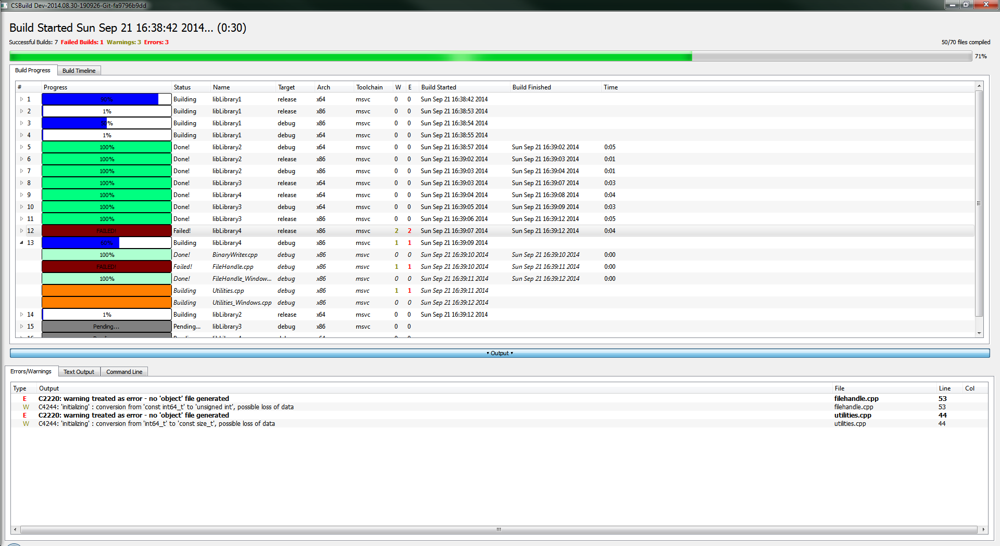 CSBuild Dev-2014.08.30-190926-Git-fa9796b9dd
Build Started Sun Sep 21 16:38:42 2014... (0:30)
Successful Builds: 7 Failed Builds: 1 Warnings: 3 Errors: 3 50/70 files compiled
71%
Build Progress Build Timeline
# Progress Status Name Target Arch Toolchain W E Build Started Build Finished Time
1 90% Building libLibrary1 release x64 msvc 0 0 Sun Sep 21 16:38:42 2014
2 1% Building libLibrary1 release x86 msvc 0 0 Sun Sep 21 16:38:53 2014
3 50% Building libLibrary1 debug x86 msvc 0 0 Sun Sep 21 16:38:54 2014
4 1% Building libLibrary1 debug x64 msvc 0 0 Sun Sep 21 16:38:55 2014
5 100% Done! libLibrary2 debug x64 msvc 0 0 Sun Sep 21 16:38:57 2014 Sun Sep 21 16:39:02 2014 0:05
6 100% Done! libLibrary2 release x86 msvc 0 0 Sun Sep 21 16:39:02 2014 Sun Sep 21 16:39:03 2014 0:01
7 100% Done! libLibrary2 debug x86 msvc 0 0 Sun Sep 21 16:39:03 2014 Sun Sep 21 16:39:04 2014 0:01
8 100% Done! libLibrary3 release x64 msvc 0 0 Sun Sep 21 16:39:03 2014 Sun Sep 21 16:39:07 2014 0:03
9 100% Done! libLibrary4 release x64 msvc 0 0 Sun Sep 21 16:39:04 2014 Sun Sep 21 16:39:08 2014 0:04
10 100% Done! libLibrary3 debug x64 msvc 0 0 Sun Sep 21 16:39:05 2014 Sun Sep 21 16:39:09 2014 0:03
11 100% Done! libLibrary3 release x86 msvc 0 0 Sun Sep 21 16:39:06 2014 Sun Sep 21 16:39:12 2014 0:05
12 FAILED! Failed! libLibrary4 release x86 msvc 2 2 Sun Sep 21 16:39:07 2014 Sun Sep 21 16:39:12 2014 0:04
13 60% Building libLibrary4 debug x86 msvc 1 1 Sun Sep 21 16:39:09 2014
100% Done! BinaryWriter.cpp debug x86 msvc 0 0 Sun Sep 21 16:39:10 2014 Sun Sep 21 16:39:10 2014 0:00
FAILED! Failed! FileHandle.cpp debug x86 msvc 1 1 Sun Sep 21 16:39:10 2014 Sun Sep 21 16:39:11 2014 0:00
100% Done! FileHandle_Window... debug x86 msvc 0 0 Sun Sep 21 16:39:11 2014 Sun Sep 21 16:39:12 2014 0:00
Building Utilities.cpp debug x86 msvc 1 1 Sun Sep 21 16:39:11 2014
Building Utilities_Windows.cpp debug x86 msvc 0 0 Sun Sep 21 16:39:12 2014
14 1% Building libLibrary2 release x64 msvc 0 0 Sun Sep 21 16:39:12 2014
15 Pending... Pending... libLibrary3 debug x86 msvc 0 0
Output
Errors/Warnings Text Output Command Line
Type Output File Line Col
E C2220: warning treated as error - no 'object' file generated filehandle.cpp 53
W C4244: 'initializing' : conversion from 'const int64_t' to 'unsigned int', possible loss of data filehandle.cpp 53
E C2220: warning treated as error - no 'object' file generated utilities.cpp 44
W C4244: 'initializing' : conversion from 'int64_t' to 'const size_t', possible loss of data utilities.cpp 44